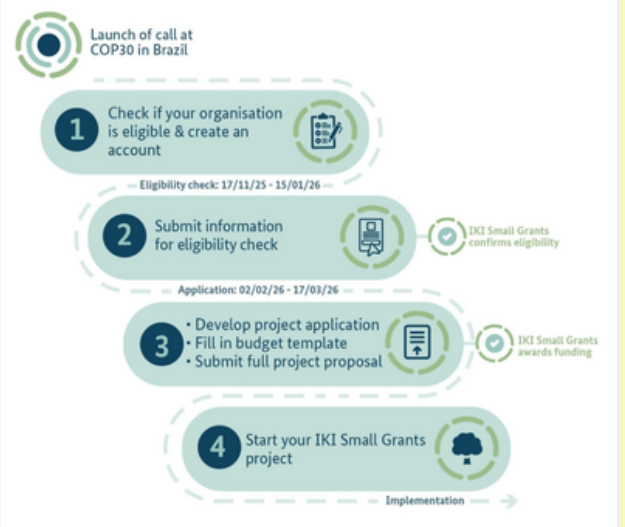 Launch of call at
COP30 in Brazil
1
Check if your organisation
is eligible & create an
account
Eligibility check: 17/11/25 - 15/01/26
2
Submit information
for eligibility check
IKI Small Grants
confirms eligibility
Application: 02/02/26 - 17/03/26
3
• Develop project application
• Fill in budget template
• Submit full project proposal
IKI Small Grants
awards funding
4
Start your IKI Small Grants
project
Implementation